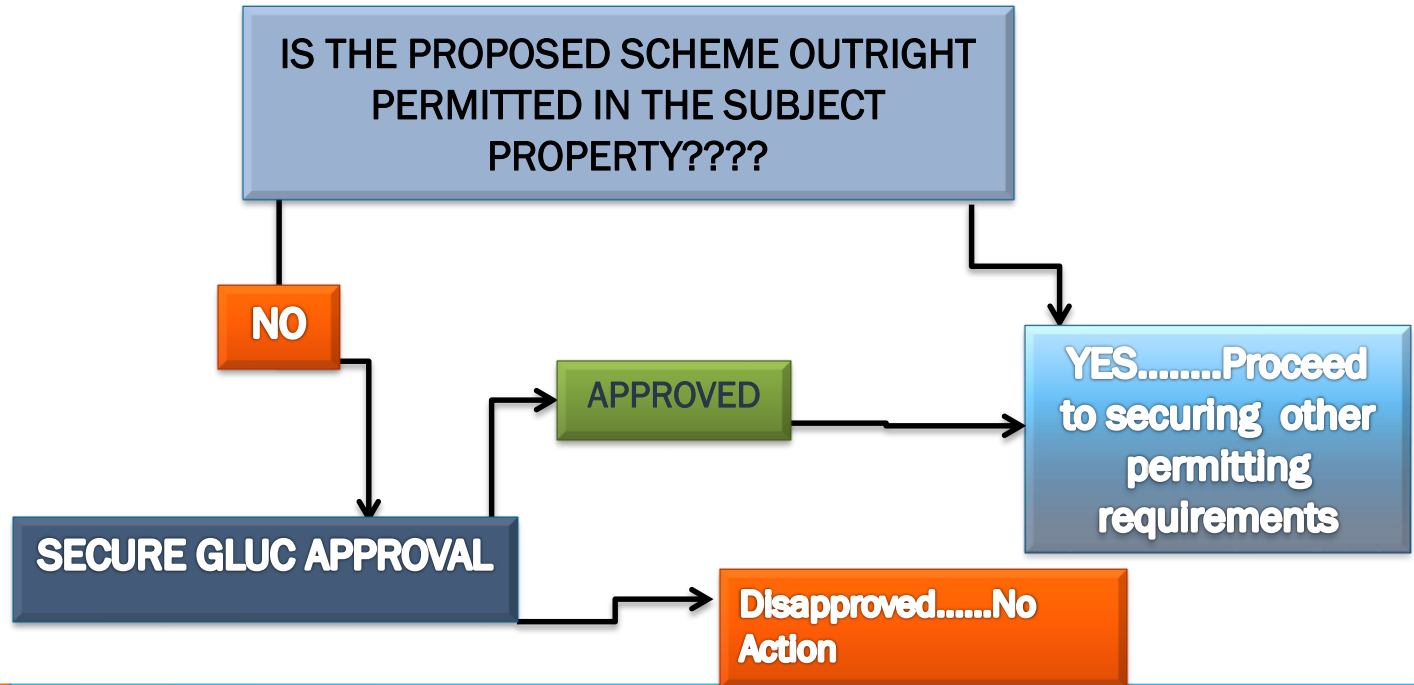 IS THE PROPOSED SCHEME OUTRIGHT
PERMITTED IN THE SUBJECT
PROPERTY????
NO
APPROVED
YES........Proceed
to securing other
permitting
requirements
SECURE GLUC APPROVAL
Disapproved......No
Action